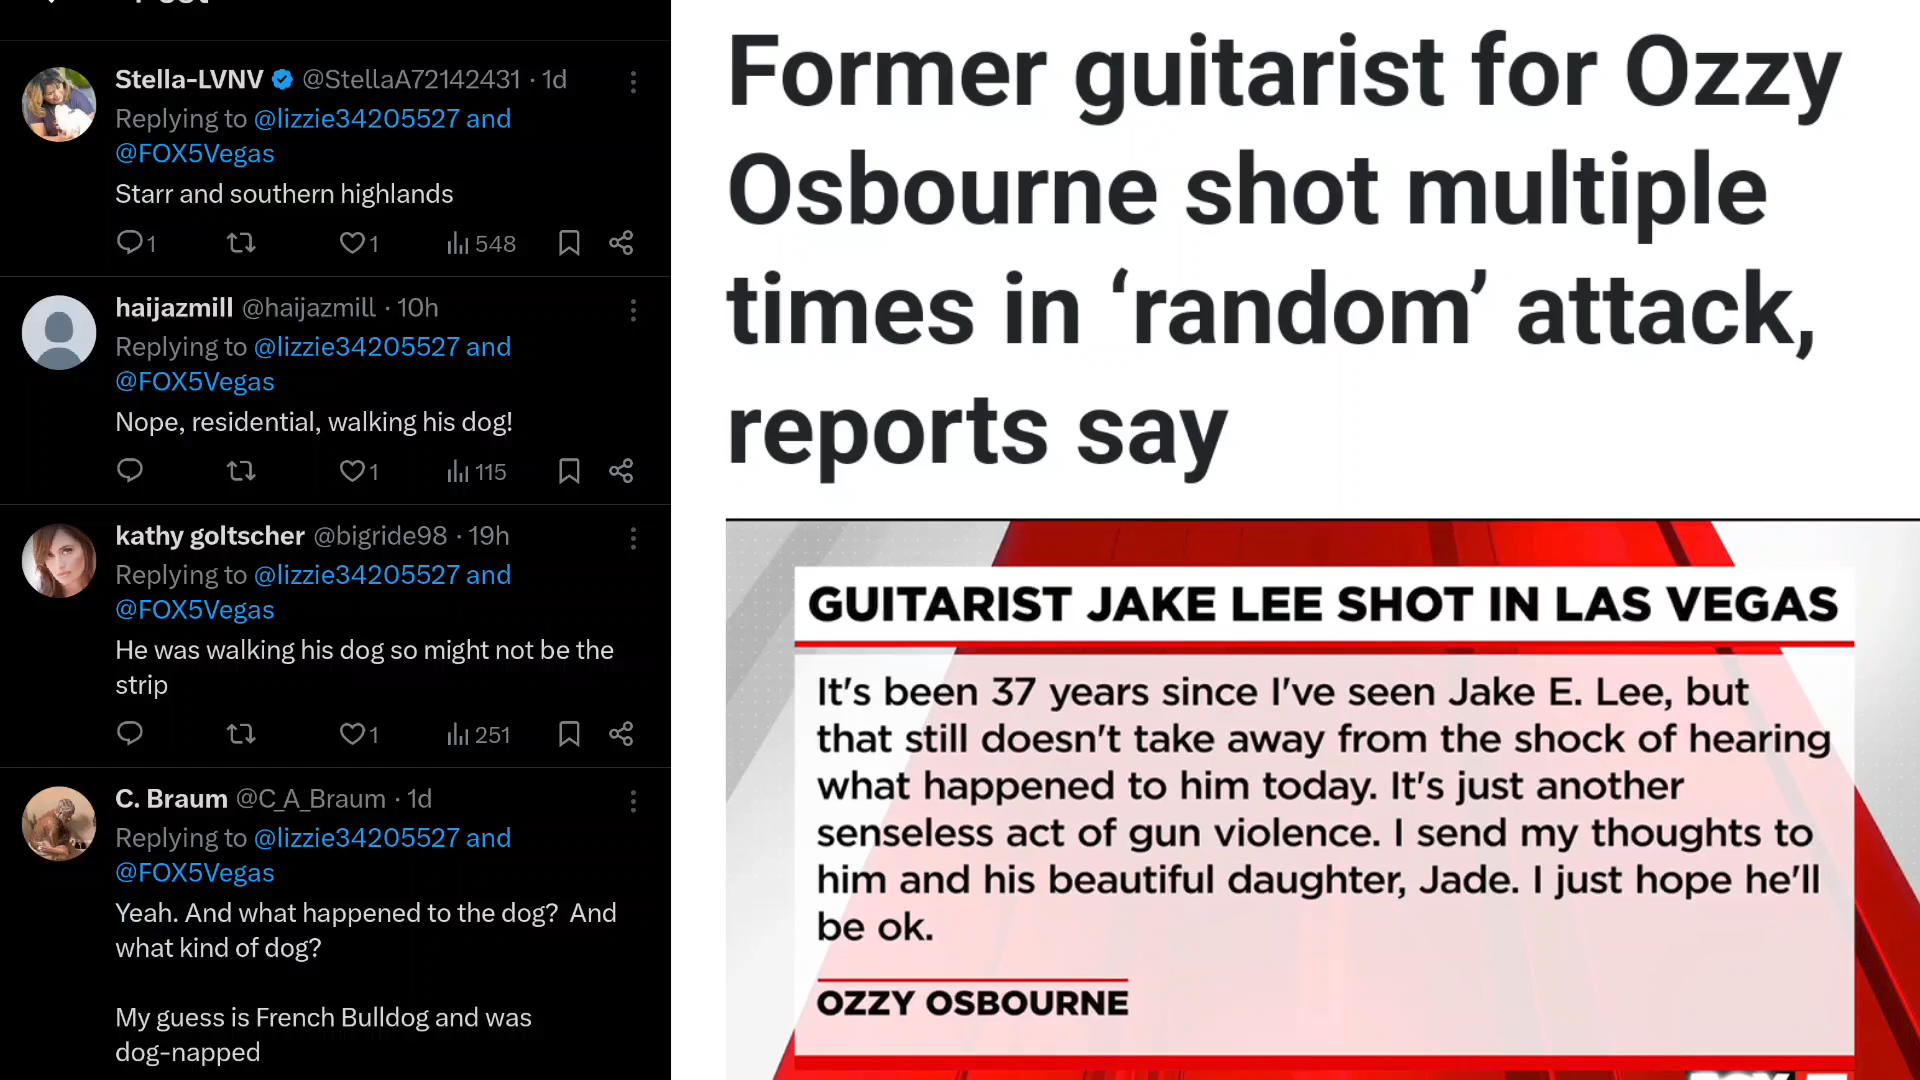 Stella-LVNV @StellaA72142431 · 1d
Replying to @lizzie34205527 and
@FOX5Vegas
Starr and southern highlands
1 1 548
haijazmill @haijazmill · 10h
Replying to @lizzie34205527 and
@FOX5Vegas
Nope, residential, walking his dog!
1 115
kathy goltscher @bigride98 · 19h
Replying to @lizzie34205527 and
@FOX5Vegas
He was walking his dog so might not be the
strip
1 251
C. Braum @C_A_Braum · 1d
Replying to @lizzie34205527 and
@FOX5Vegas
Yeah. And what happened to the dog? And
what kind of dog?
My guess is French Bulldog and was
dog-napped
Former guitarist for Ozzy
Osbourne shot multiple
times in ‘random’ attack,
reports say
GUITARIST JAKE LEE SHOT IN LAS VEGAS
It's been 37 years since I've seen Jake E. Lee, but
that still doesn't take away from the shock of hearing
what happened to him today. It's just another
senseless act of gun violence. I send my thoughts to
him and his beautiful daughter, Jade. I just hope he'll
be ok.
OZZY OSBOURNE